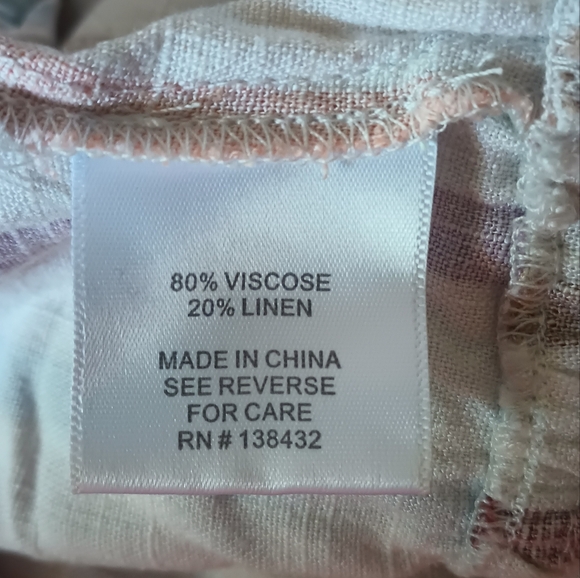 80% VISCOSE
20% LINEN
MADE IN CHINA
SEE REVERSE
FOR CARE
RN # 138432